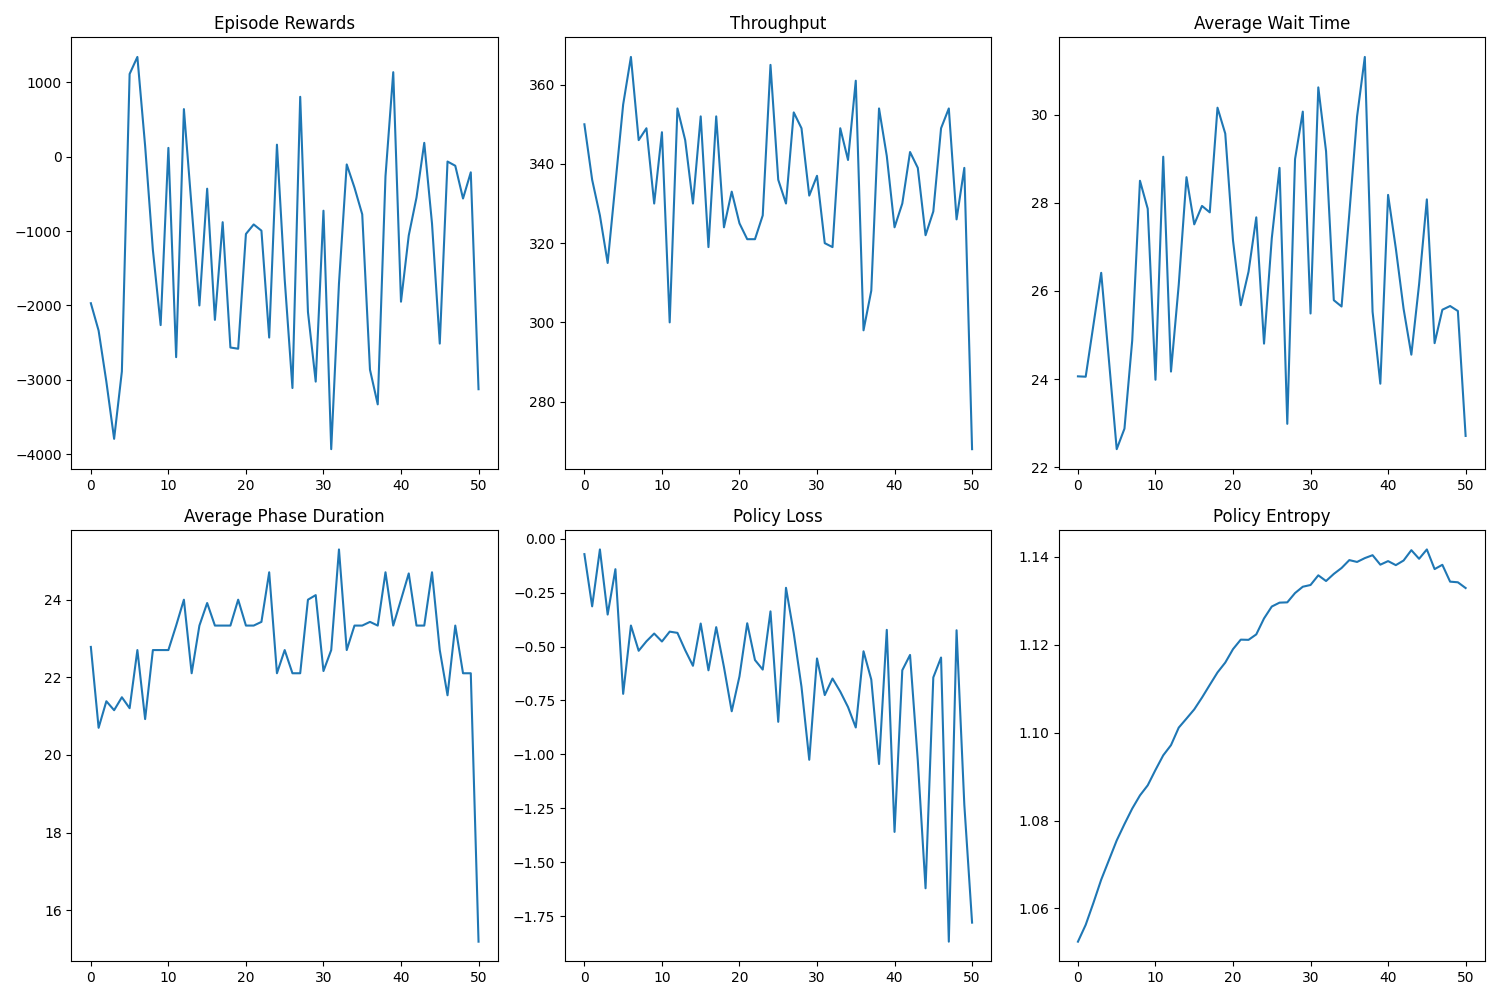 Episode Rewards
1000
0
−1000
−2000
−3000
−4000
0 10 20 30 40 50
Throughput
360
340
320
300
280
0 10 20 30 40 50
Average Wait Time
30
28
26
24
22
0 10 20 30 40 50
Average Phase Duration
24
22
20
18
16
0 10 20 30 40 50
Policy Loss
0.00
−0.25
−0.50
−0.75
−1.00
−1.25
−1.50
−1.75
0 10 20 30 40 50
Policy Entropy
1.14
1.12
1.10
1.08
1.06
0 10 20 30 40 50